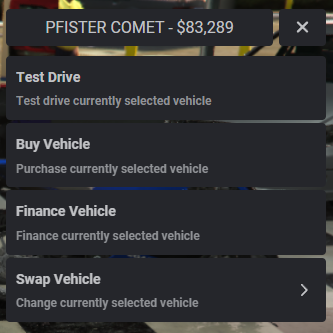 PFISTER COMET - $83,289
Test Drive
Test drive currently selected vehicle
Buy Vehicle
Purchase currently selected vehicle
Finance Vehicle
Finance currently selected vehicle
Swap Vehicle
Change currently selected vehicle